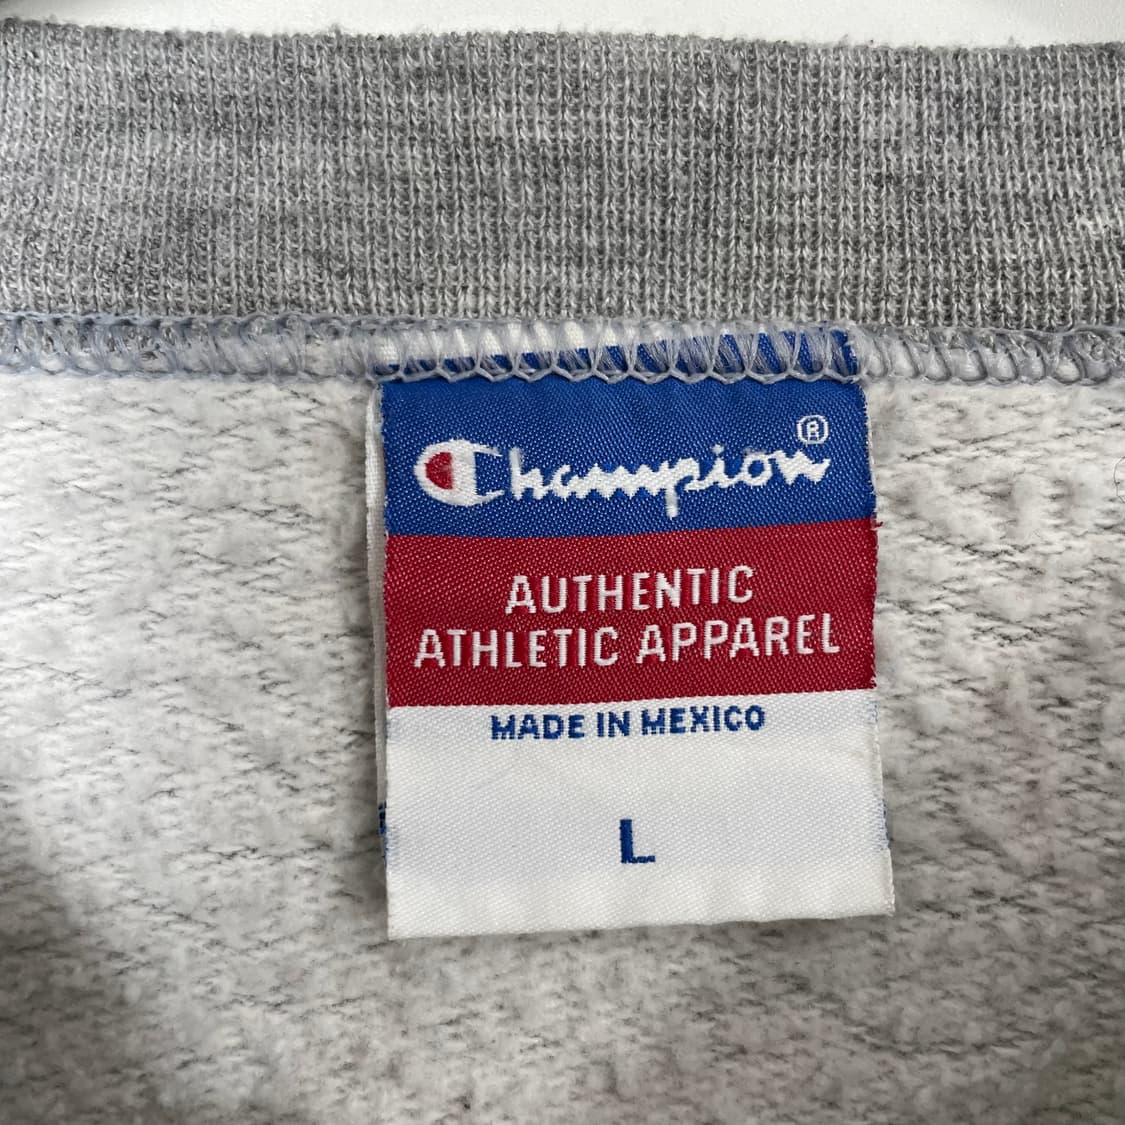 Champion®
AUTHENTIC
ATHLETIC APPAREL
MADE IN MEXICO
L